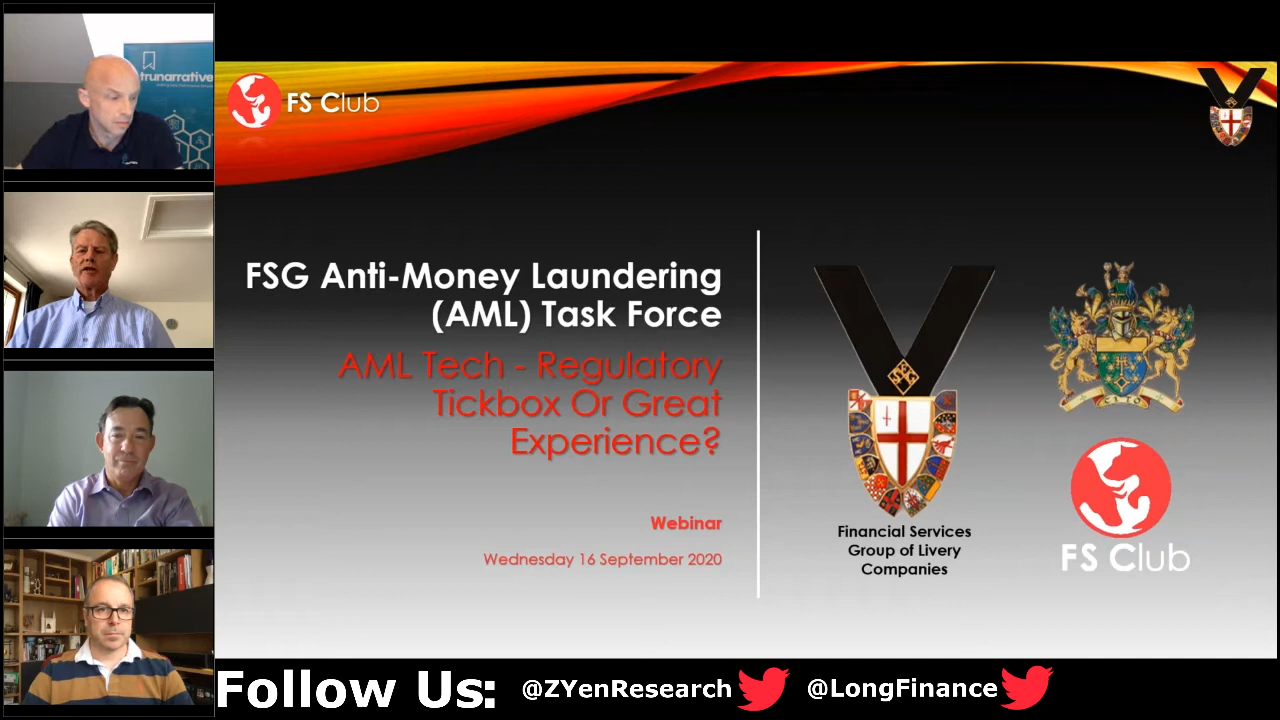 trunarrative
FS Club
FSG Anti-Money Laundering
(AML) Task Force
AML Tech - Regulatory
Tickbox Or Great
Experience?
Webinar
Wednesday 16 September 2020
Financial Services
Group of Livery
Companies
FS Club
Follow Us: @ZYenResearch @LongFinance